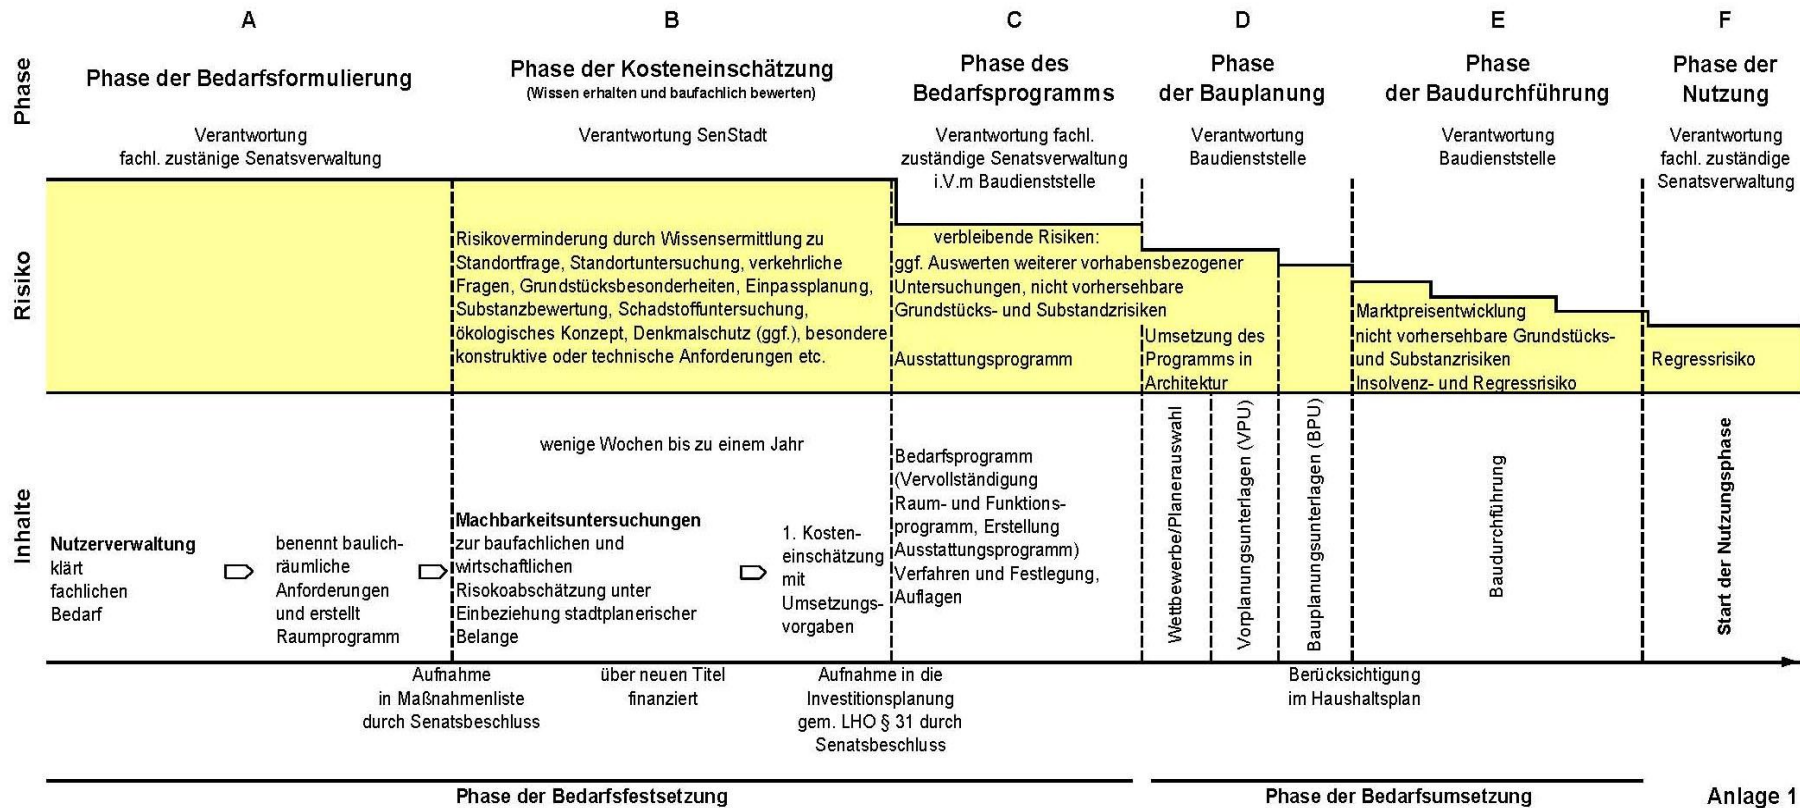 A
B
C
D
E
F
Phase
Phase der Bedarfsformulierung
Verantwortung
fachl. zustänige Senatsverwaltung
Phase der Kosteneinschätzung
(Wissen erhalten und baufachlich bewerten)
Verantwortung SenStadt
Phase des
Bedarfsprogramms
Verantwortung fachl.
zuständige Senatsverwaltung
i.V.m Baudienststelle
Phase
der Bauplanung
Verantwortung
Baudienststelle
Phase
der Baudurchführung
Verantwortung
Baudienststelle
Phase der
Nutzung
Verantwortung
fachl. zuständige
Senatsverwaltung
Risiko
Risikoverminderung durch Wissensermittlung zu
Standortfrage, Standortuntersuchung, verkehrliche
Fragen, Grundstücksbesonderheiten, Einpassplanung,
Substanzbewertung, Schadstoffuntersuchung,
ökologisches Konzept, Denkmalschutz (ggf.), besondere
konstruktive oder technische Anforderungen etc.
verbleibende Risiken:
ggf. Auswerten weiterer vorhabensbezogener
Untersuchungen, nicht vorhersehbare
Grundstücks- und Substandzrisiken
Ausstattungsprogramm
Umsetzung des
Programms in
Architektur
Marktpreisentwicklung
nicht vorhersehbare Grundstücks-
und Substanzrisiken
Insolvenz- und Regressrisiko
Regressrisiko
Inhalte
Nutzerverwaltung
klärt
fachlichen
Bedarf
benennt baulich-
räumliche
Anforderungen
und erstellt
Raumprogramm
wenige Wochen bis zu einem Jahr
Machbarkeitsuntersuchungen
zur baufachlichen und
wirtschaftlichen
Risokoabschätzung unter
Einbeziehung stadtplanerischer
Belange
1. Kosten-
einschätzung
mit
Umsetzungs-
vorgaben
Bedarfsprogramm
(Vervollständigung
Raum- und Funktions-
programm, Erstellung
Ausstattungsprogramm)
Verfahren und Festlegung,
Auflagen
Wettbewerbe/Planerauswahl
Vorplanungsunterlagen (VPU)
Bauplanungsunterlagen (BPU)
Baudurchführung
Start der Nutzungsphase
Aufnahme
in Maßnahmenliste
durch Senatsbeschluss
über neuen Titel
finanziert
Aufnahme in die
Investitionsplanung
gem. LHO § 31 durch
Senatsbeschluss
Berücksichtigung
im Haushaltsplan
Phase der Bedarfsfestsetzung
Phase der Bedarfsumsetzung
Anlage 1